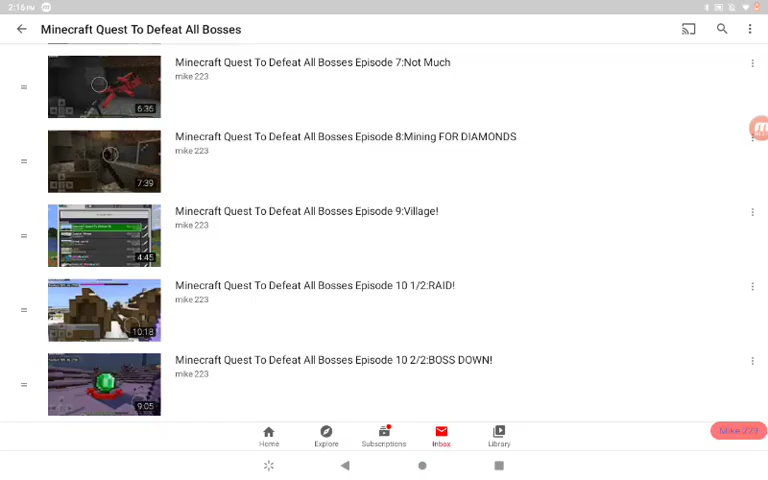 2:16 PM
Minecraft Quest To Defeat All Bosses
Minecraft Quest To Defeat All Bosses Episode 7:Not Much
mike 223
6:36
Minecraft Quest To Defeat All Bosses Episode 8:Mining FOR DIAMONDS
mike 223
7:39
Minecraft Quest To Defeat All Bosses Episode 9:Village!
mike 223
4:45
Minecraft Quest To Defeat All Bosses Episode 10 1/2:RAID!
mike 223
10:18
Minecraft Quest To Defeat All Bosses Episode 10 2/2:BOSS DOWN!
mike 223
9:05
Home Explore Subscriptions Inbox Library
Mike 223